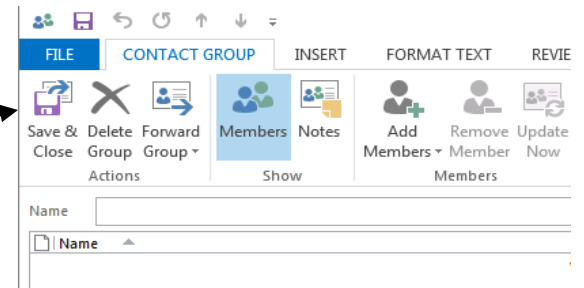 FILE CONTACT GROUP INSERT FORMAT TEXT REVIE
Save & Delete Forward Members Notes Add Remove Update
Close Group Group Members Member Now
Actions Show Members
Name
Name